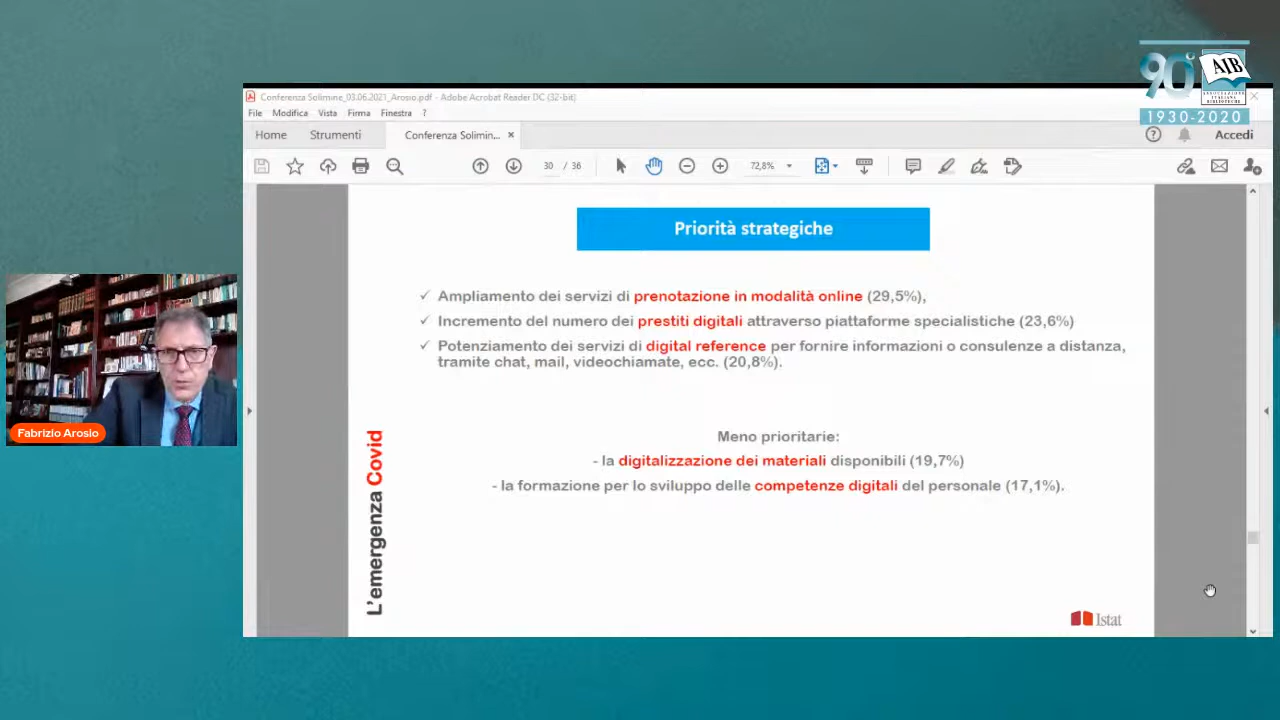 90°
AIB
ASSOCIAZIONE
ITALIANA
BIBLIOTECHE
1930-2020
Conferenza Solimine_03.06.2021_Arosio.pdf - Adobe Acrobat Reader DC (32-bit)
File Modifica Vista Firma Finestra ?
Home Strumenti Conferenza Solimin... × Accedi
30 / 36 72,8%
Priorità strategiche
✓ Ampliamento dei servizi di prenotazione in modalità online (29,5%),
✓ Incremento del numero dei prestiti digitali attraverso piattaforme specialistiche (23,6%)
✓ Potenziamento dei servizi di digital reference per fornire informazioni o consulenze a distanza,
tramite chat, mail, videochiamate, ecc. (20,8%).
Meno prioritarie:
- la digitalizzazione dei materiali disponibili (19,7%)
- la formazione per lo sviluppo delle competenze digitali del personale (17,1%).
L'emergenza Covid
Istat
Fabrizio Arosio